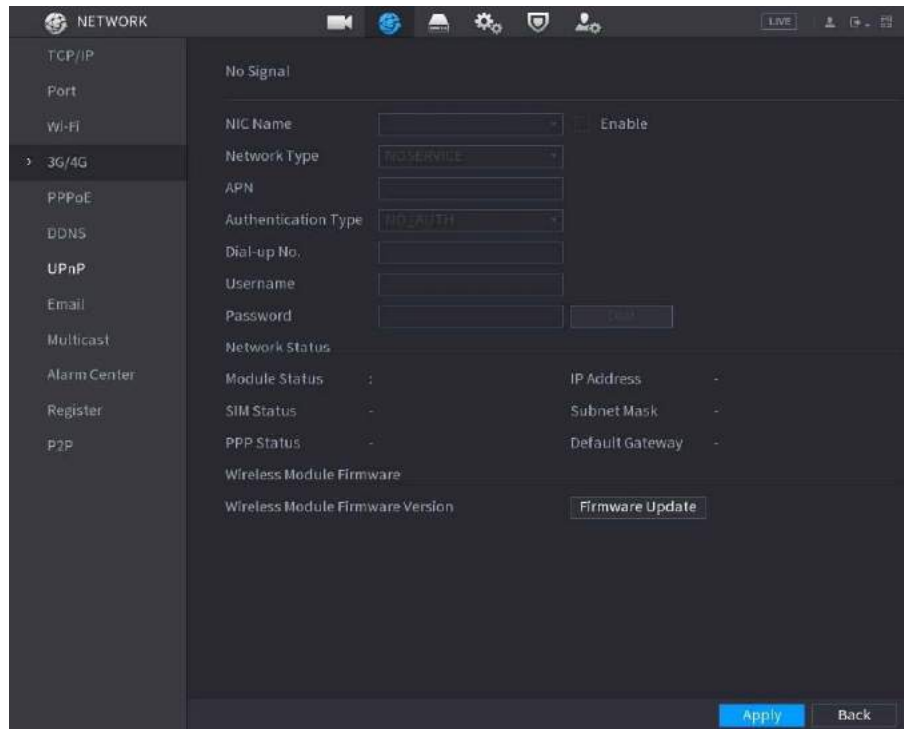 NETWORK
LIVE
TCP/IP
Port
Wi-Fi
3G/4G
PPPoE
DDNS
UPnP
Email
Multicast
Alarm Center
Register
P2P
No Signal
NIC Name
Enable
Network Type NOSERVICE
APN
Authentication Type NO_AUTH
Dial-up No.
Username
Password
Network Status
Module Status : IP Address -
SIM Status - Subnet Mask -
PPP Status - Default Gateway -
Wireless Module Firmware
Wireless Module Firmware Version Firmware Update
Apply Back